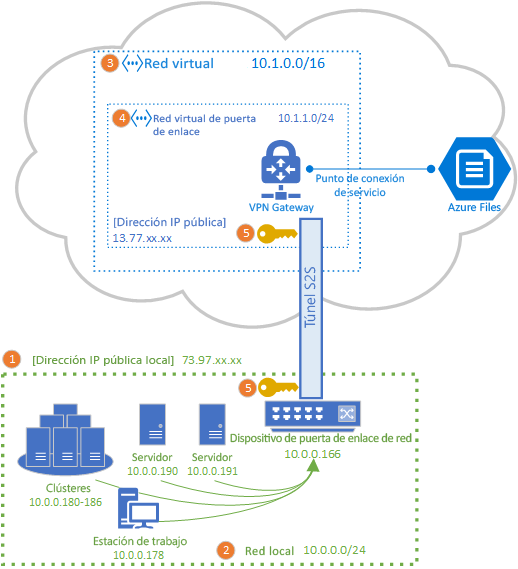 3 Red virtual 10.1.0.0/16
4 Red virtual de puerta de enlace 10.1.1.0/24
VPN Gateway
Punto de conexión de servicio
Azure Files
[Dirección IP pública]
13.77.xx.xx
5
Túnel S2S
1 [Dirección IP pública local] 73.97.xx.xx
5
Dispositivo de puerta de enlace de red
10.0.0.166
Servidor
10.0.0.190
Servidor
10.0.0.191
Clústeres
10.0.0.180-186
Estación de trabajo
10.0.0.178
2 Red local 10.0.0.0/24